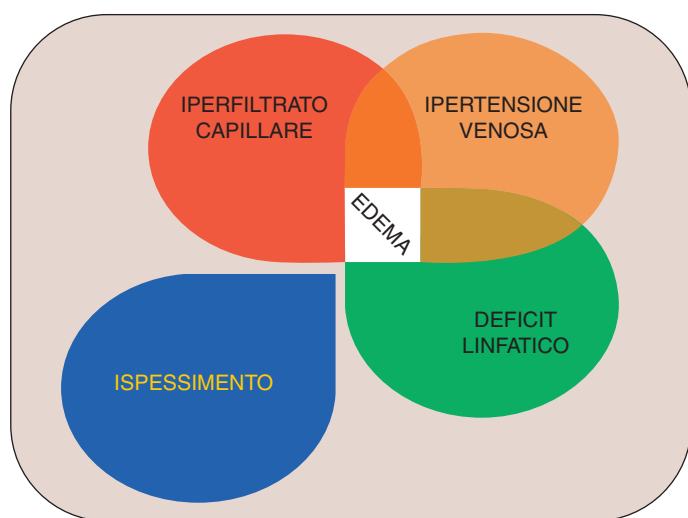 IPERFILTRATO
CAPILLARE
IPERTENSIONE
VENOSA
EDEMA
DEFICIT
LINFATICO
ISPESSIMENTO